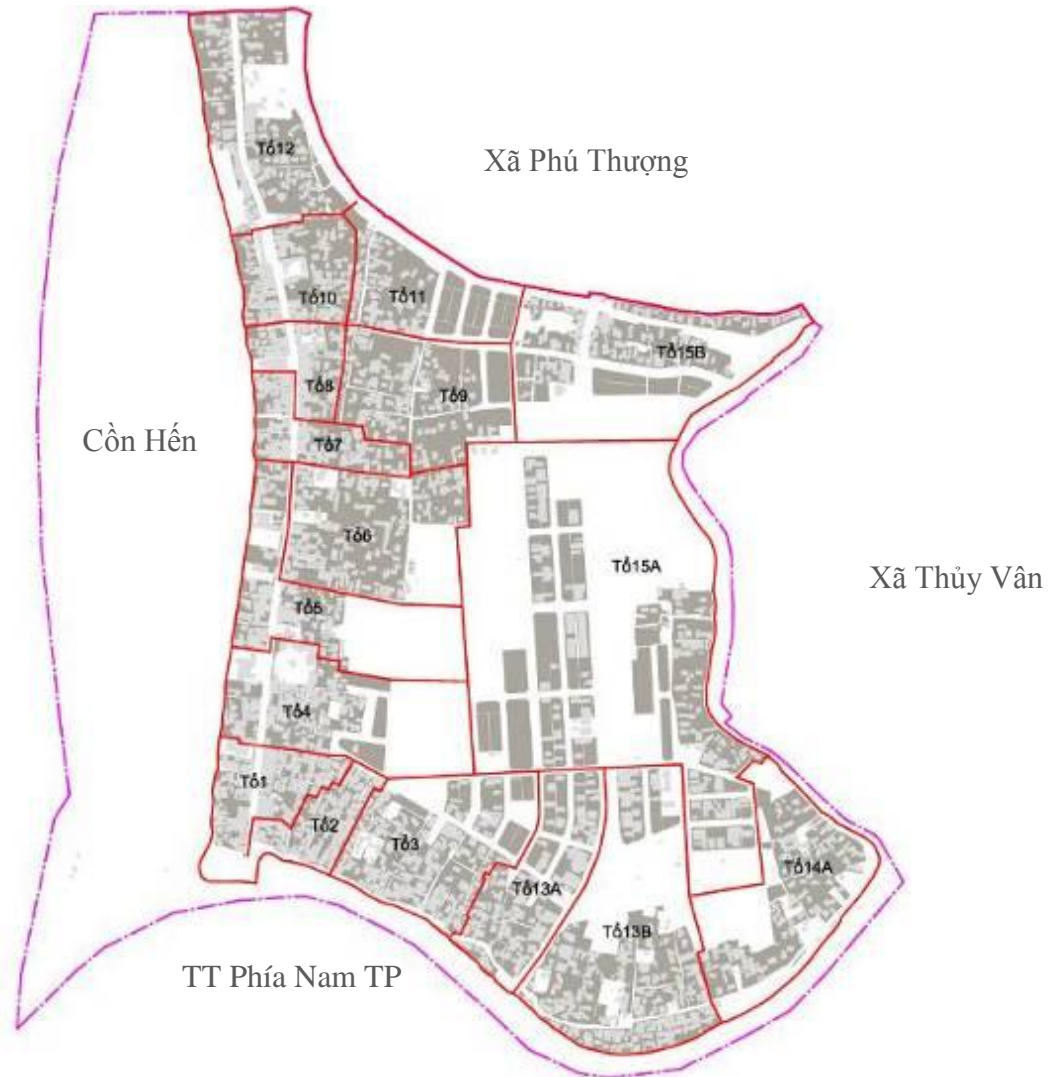 Tổ12
Xã Phú Thượng
Tổ10
Tổ11
Tổ15B
Tổ8
Tổ9
Cồn Hến
Tổ7
Tổ6
Tổ15A
Xã Thủy Vân
Tổ5
Tổ4
Tổ1
Tổ2
Tổ3
Tổ13A
Tổ14A
Tổ13B
TT Phía Nam TP